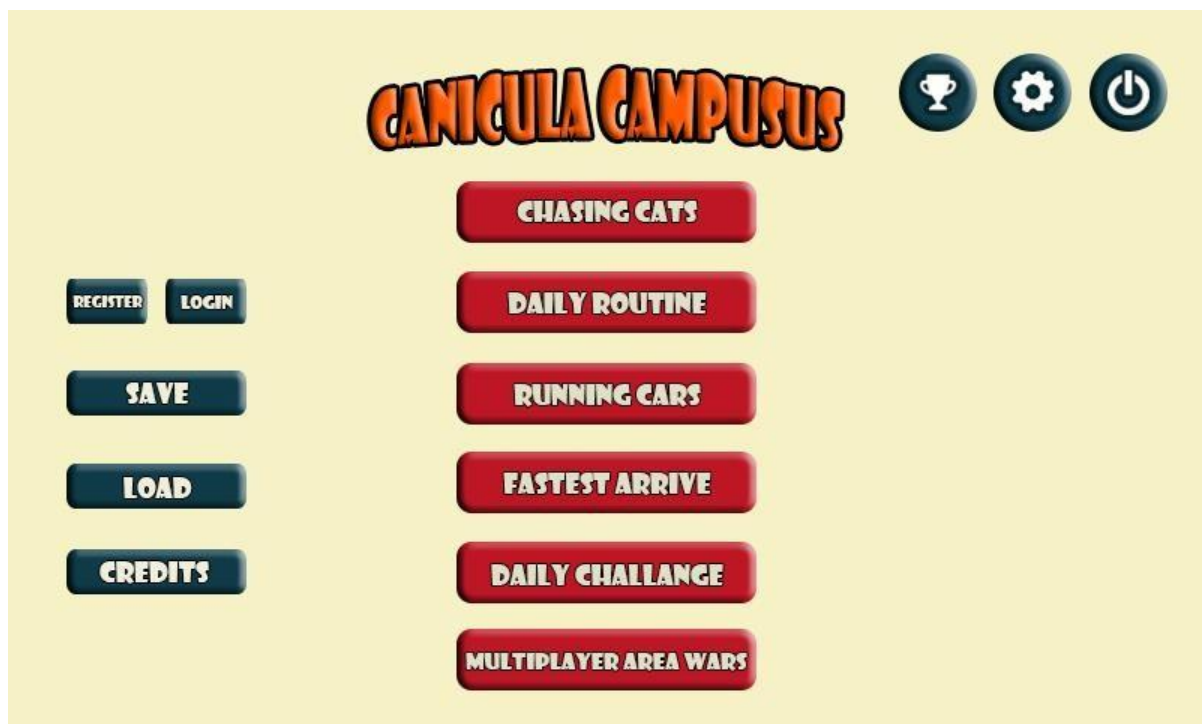 CANICULA CAMPUSUS
CHASING CATS
DAILY ROUTINE
REGISTER LOGIN
RUNNING CARS
SAVE
FASTEST ARRIVE
LOAD
DAILY CHALLANGE
CREDITS
MULTIPLAYER AREA WARS